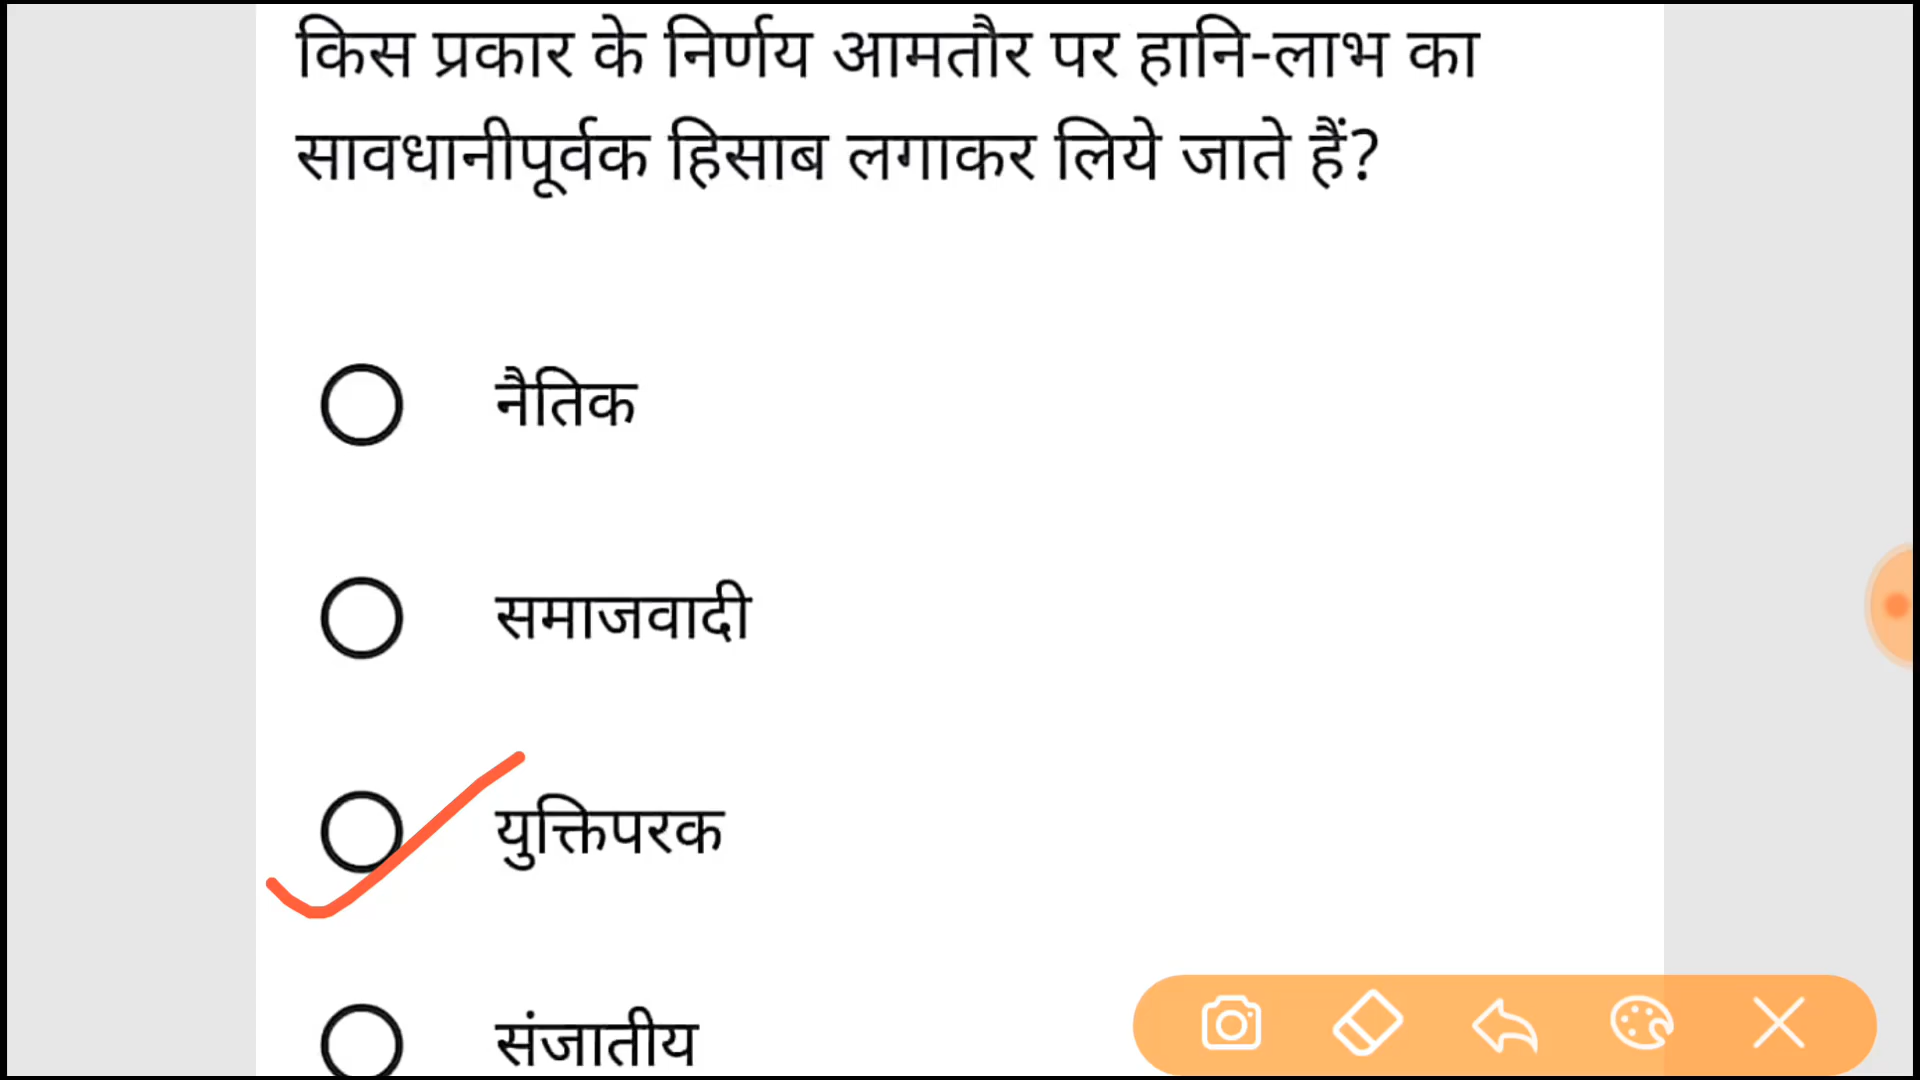 किस प्रकार के निर्णय आमतौर पर हानि-लाभ का
सावधानीपूर्वक हिसाब लगाकर लिये जाते हैं?
नैतिक
समाजवादी
युक्तिपरक
संजातीय